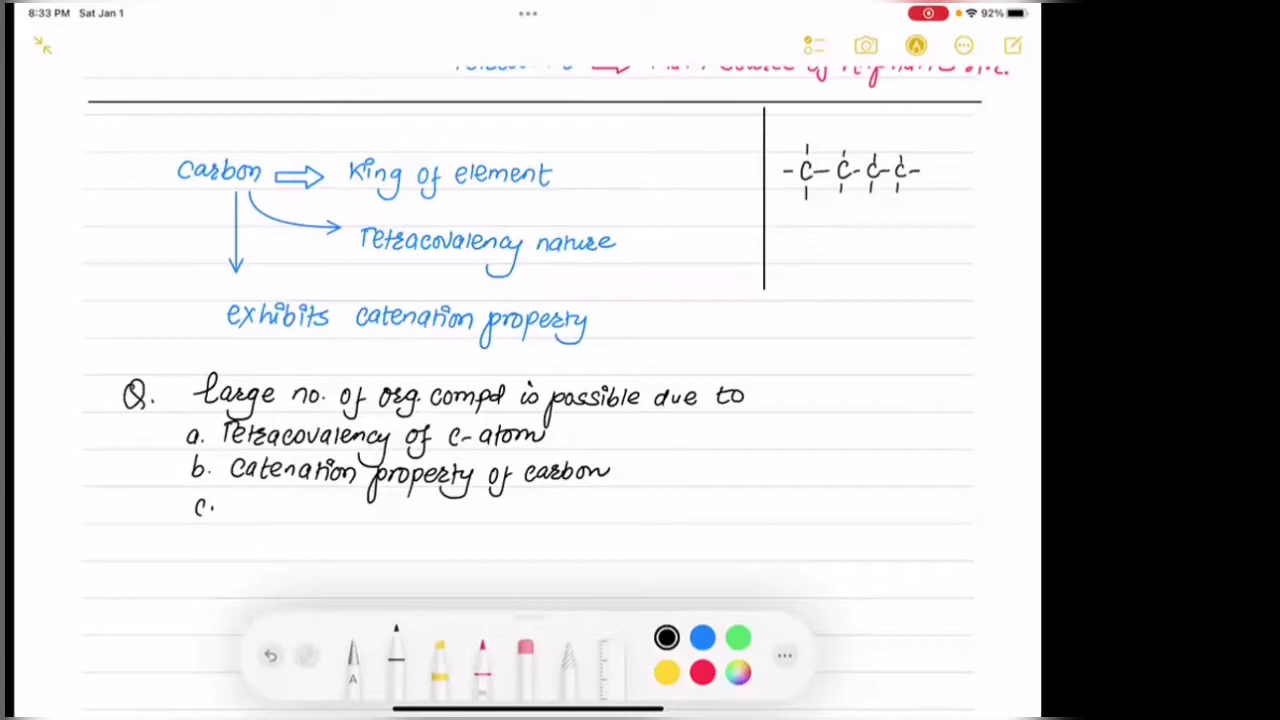 8:33 PM Sat Jan 1
92%
Carbon ⇒ King of element
Tetracovalency nature
exhibits catenation property
- C - C - C - C -
Q. Large no. of org. compd is possible due to
a. Tetracovalency of C-atom
b. Catenation property of carbon
c.
A